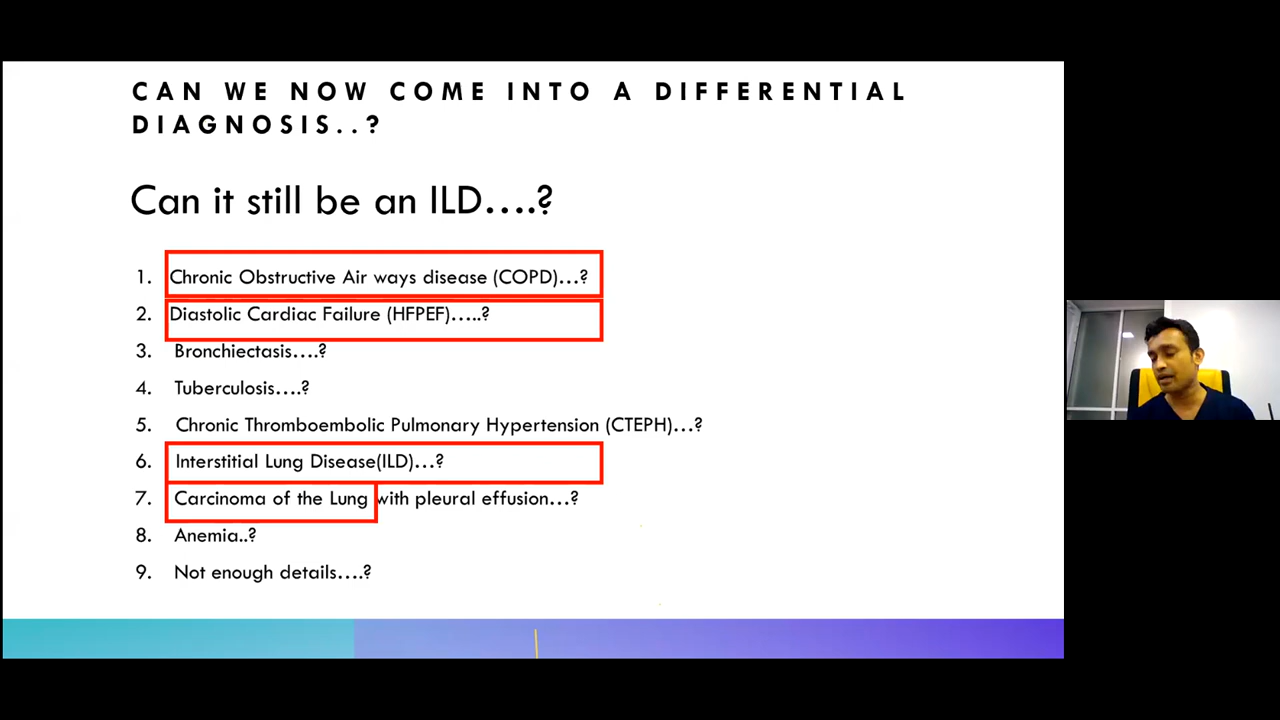 CAN WE NOW COME INTO A DIFFERENTIAL
DIAGNOSIS..?
Can it still be an ILD....?
1. Chronic Obstructive Air ways disease (COPD)...?
2. Diastolic Cardiac Failure (HFPEF).....?
3. Bronchiectasis....?
4. Tuberculosis....?
5. Chronic Thromboembolic Pulmonary Hypertension (CTEPH)...?
6. Interstitial Lung Disease(ILD)...?
7. Carcinoma of the Lung with pleural effusion...?
8. Anemia..?
9. Not enough details....?